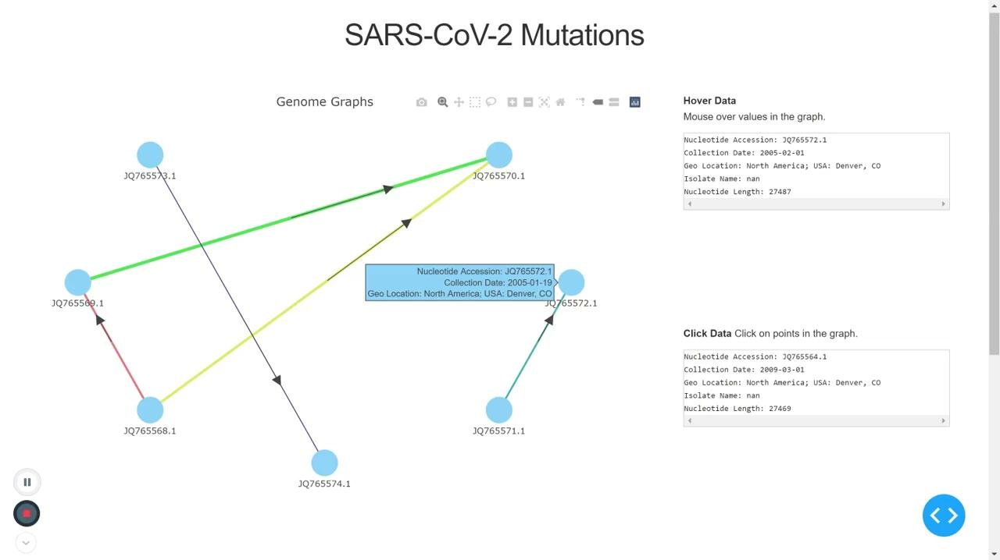 SARS-CoV-2 Mutations
Genome Graphs
Hover Data
Mouse over values in the graph.
Nucleotide Accession: JQ765572.1
Collection Date: 2005-02-01
Geo Location: North America; USA: Denver, CO
Isolate Name: nan
Nucleotide Length: 27487
JQ765573.1
JQ765570.1
Nucleotide Accession: JQ765572.1
Collection Date: 2005-01-19
Geo Location: North America; USA: Denver, CO
JQ765569.1
JQ765572.1
Click Data Click on points in the graph.
Nucleotide Accession: JQ765564.1
Collection Date: 2009-03-01
Geo Location: North America; USA: Denver, CO
Isolate Name: nan
Nucleotide Length: 27469
JQ765568.1
JQ765571.1
JQ765574.1